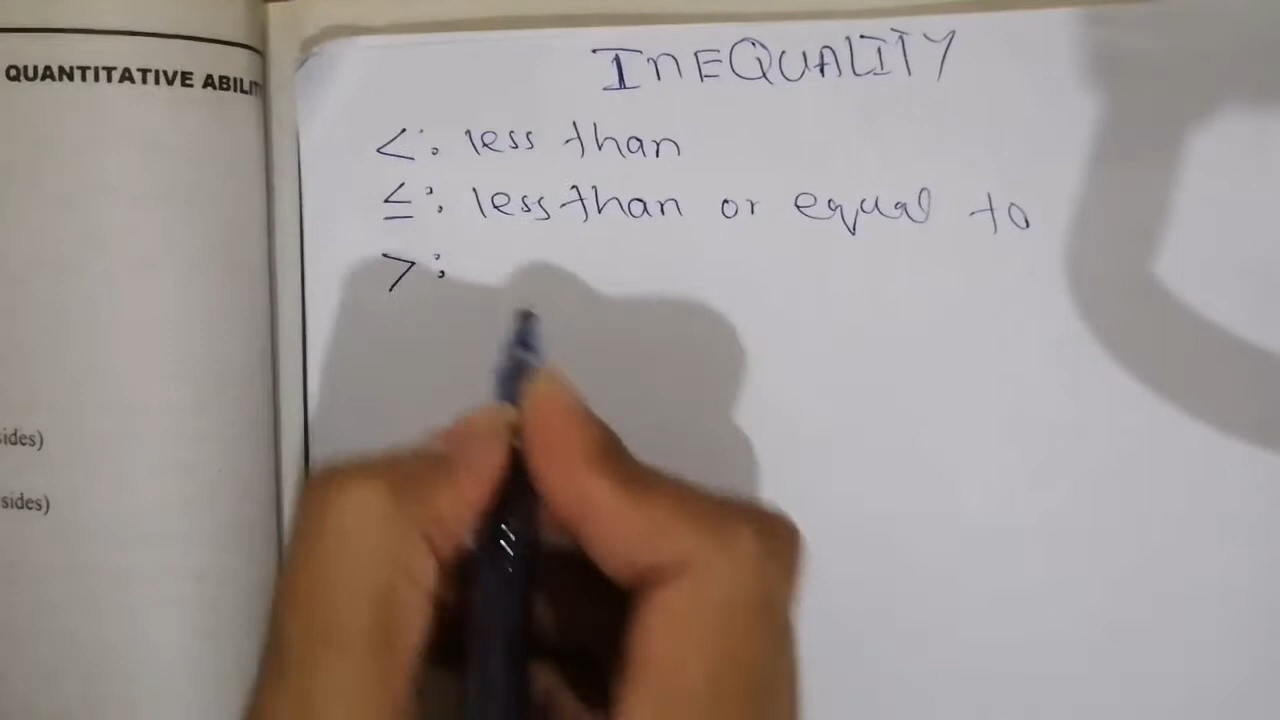 QUANTITATIVE ABILI
INEQUALITY
<: less than
≤: less than or equal to
>:
sides)
sides)